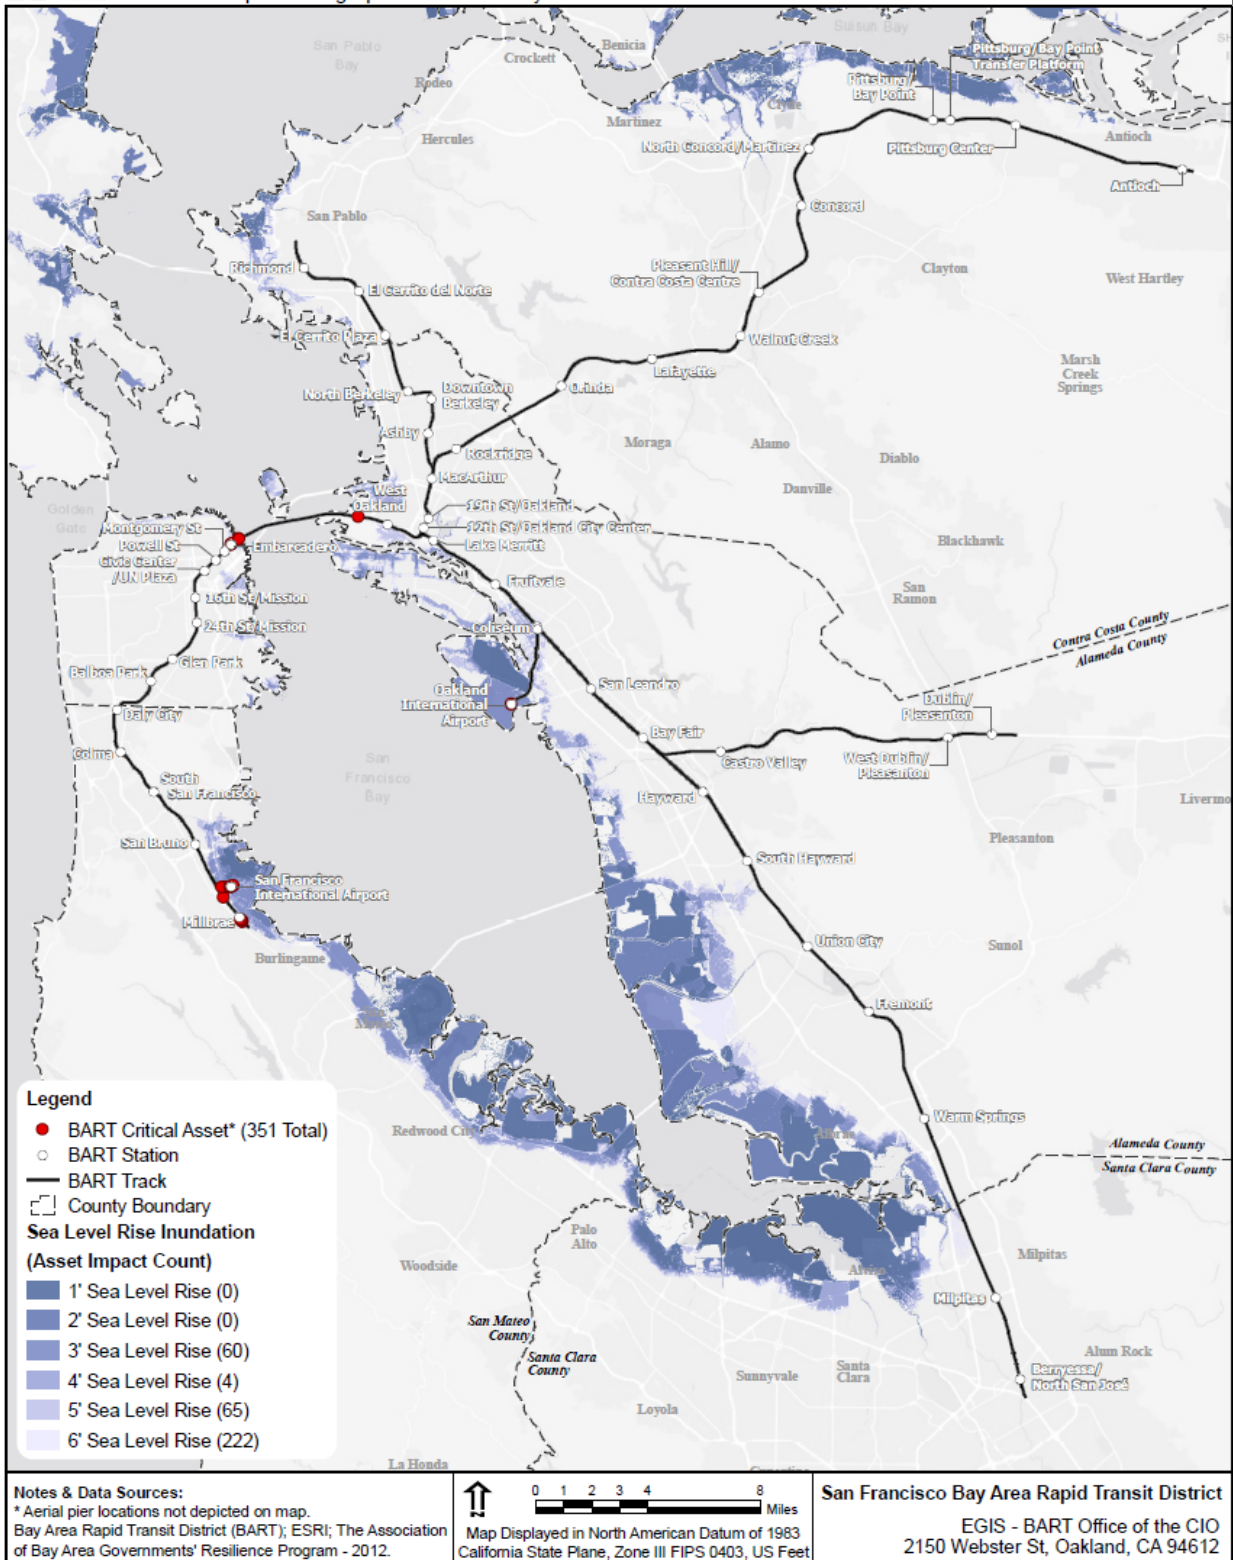 San Pablo
Bay
Benicia
Suisun Bay
Crockett
Rodeo
Pittsburg/Bay Point
Transfer Platform
Pittsburg/
Bay Point
Clyde
Martinez
Hercules
North Concord/Martinez
Pittsburg Center
Antioch
Antioch
Concord
San Pablo
Richmond
El Cerrito del Norte
Pleasant Hill/
Contra Costa Centre
Clayton
West Hartley
El Cerrito Plaza
Walnut Creek
Lafayette
Marsh
Creek
Springs
Orinda
North Berkeley
Downtown
Berkeley
Ashby
Rockridge
Moraga
Alamo
Diablo
MacArthur
Danville
West
Oakland
19th St/Oakland
12th St/Oakland City Center
Lake Merritt
Golden
Gate
Montgomery St
Powell St
Civic Center
/UN Plaza
Embarcadero
Blackhawk
16th St/Mission
Fruitvale
San
Ramon
24th St/Mission
Coliseum
Contra Costa County
Alameda County
Glen Park
Balboa Park
Oakland
International
Airport
San Leandro
Daly City
Dublin/
Pleasanton
Bay Fair
Colma
Castro Valley
West Dublin/
Pleasanton
San
Francisco
Bay
South
San Francisco
Hayward
Livermo
San Bruno
Pleasanton
South Hayward
San Francisco
International Airport
Millbrae
Union City
Sunol
Burlingame
Fremont
San
Mateo
Warm Springs
Redwood City
Alameda County
Santa Clara County
Palo
Alto
Milpitas
Woodside
Alviso
Milpitas
San Mateo
County
Santa Clara
County
Alum Rock
Sunnyvale
Santa
Clara
Berryessa/
North San José
Loyola
La Honda
Cupertino
Legend
BART Critical Asset* (351 Total)
BART Station
BART Track
County Boundary
Sea Level Rise Inundation
(Asset Impact Count)
1' Sea Level Rise (0)
2' Sea Level Rise (0)
3' Sea Level Rise (60)
4' Sea Level Rise (4)
5' Sea Level Rise (65)
6' Sea Level Rise (222)
Notes & Data Sources:
* Aerial pier locations not depicted on map.
Bay Area Rapid Transit District (BART); ESRI; The Association
of Bay Area Governments' Resilience Program - 2012.
N
0 1 2 3 4 8
Miles
Map Displayed in North American Datum of 1983
California State Plane, Zone III FIPS 0403, US Feet
San Francisco Bay Area Rapid Transit District
EGIS - BART Office of the CIO
2150 Webster St, Oakland, CA 94612